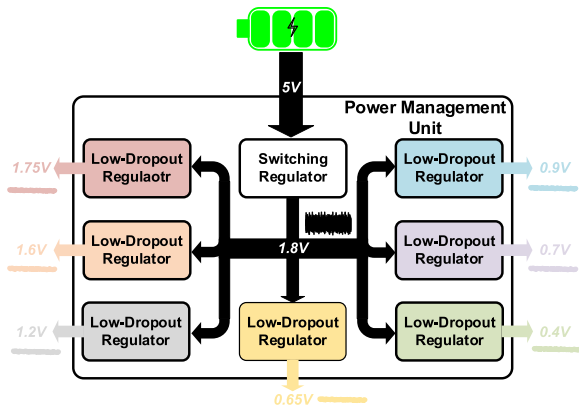 5V
Power Management
Unit
Low-Dropout
Regulaotr
Switching
Regulator
Low-Dropout
Regulator
1.75V
0.9V
Low-Dropout
Regulator
1.8V
Low-Dropout
Regulator
1.6V
0.7V
Low-Dropout
Regulator
Low-Dropout
Regulator
Low-Dropout
Regulator
1.2V
0.4V
0.65V